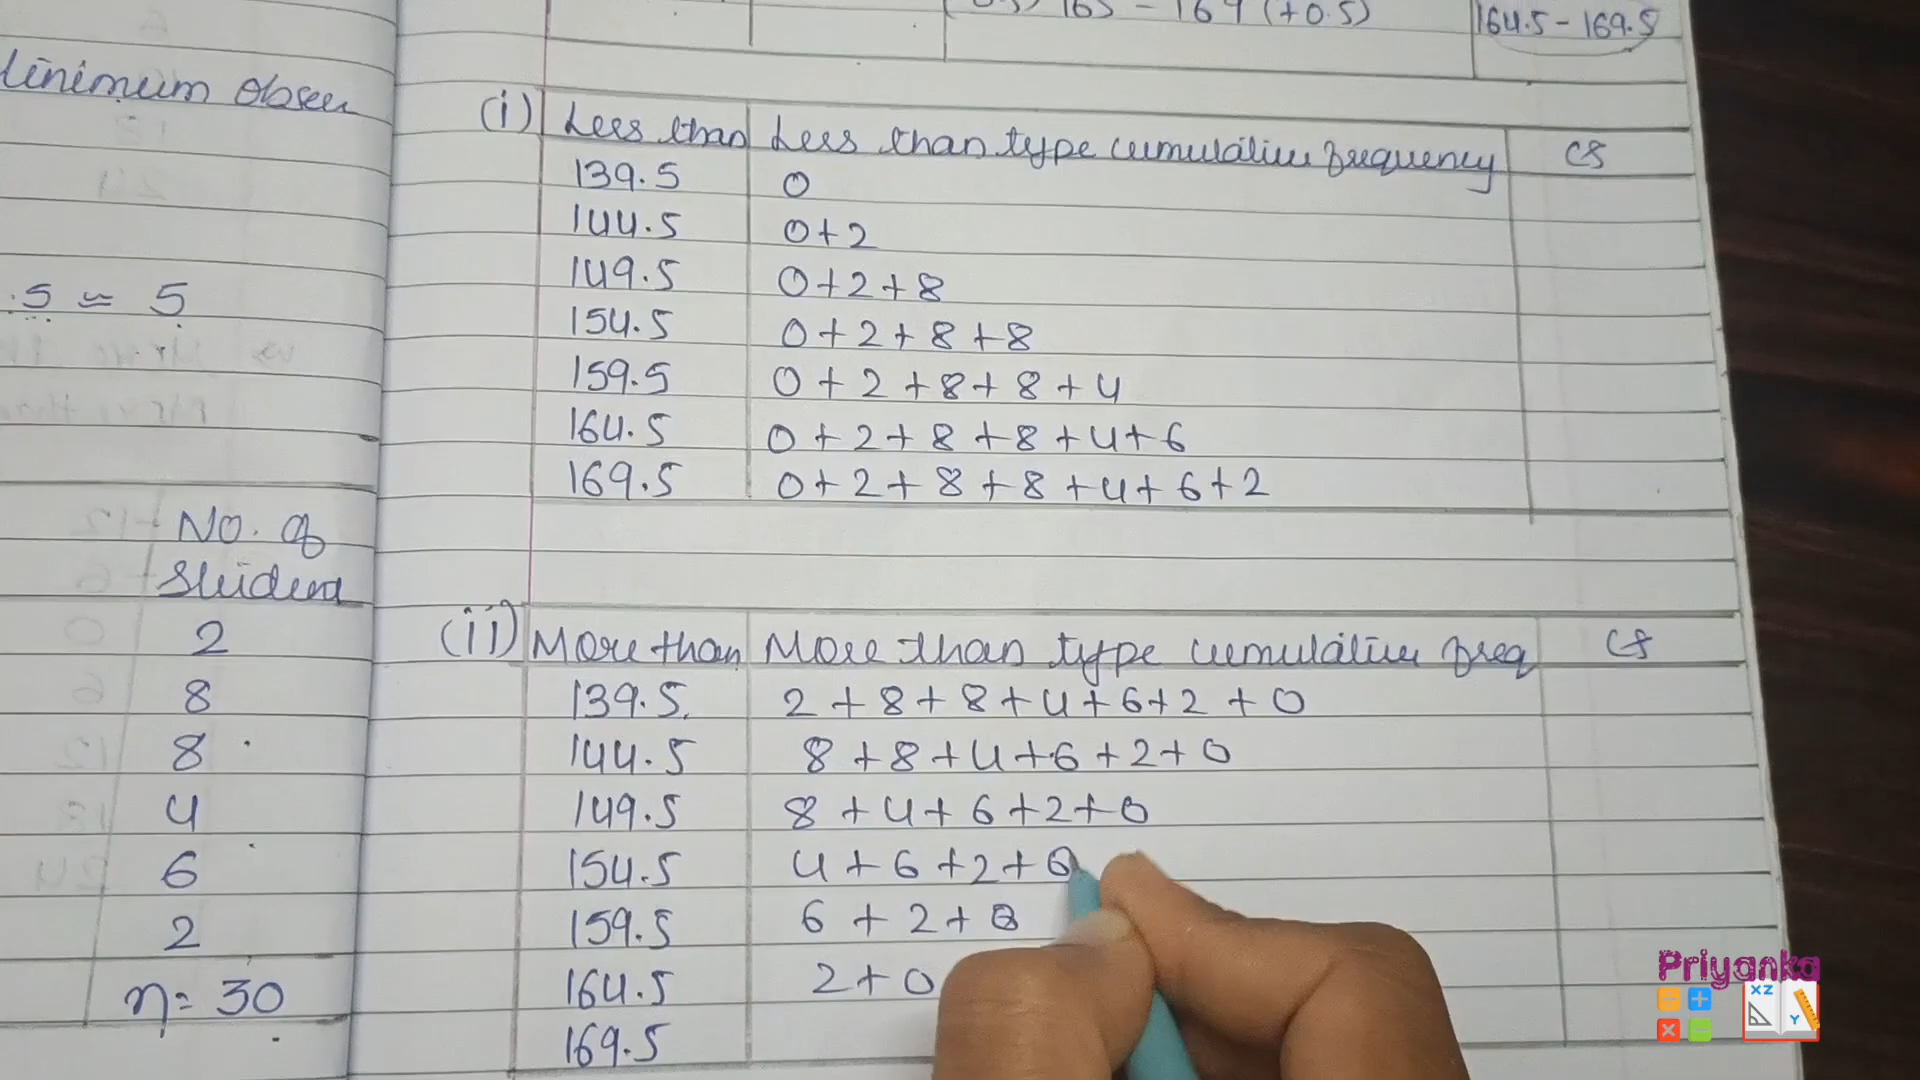 165 - 169 (+0.5) 164.5 - 169.5
(i) Less than Less than type cumulative frequency cf
139.5 0
144.5 0+2
149.5 0+2+8
154.5 0+2+8+8
159.5 0+2+8+8+4
164.5 0+2+8+8+4+6
169.5 0+2+8+8+4+6+2
(ii) More than More than type cumulative freq cf
139.5 2+8+8+4+6+2+0
144.5 8+8+4+6+2+0
149.5 8+4+6+2+0
154.5 4+6+2+0
159.5 6+2+0
164.5 2+0
169.5
.5 ≈ 5
No. of
2
8
8
4
6
2
n = 30
Priyanka
XZ
Y